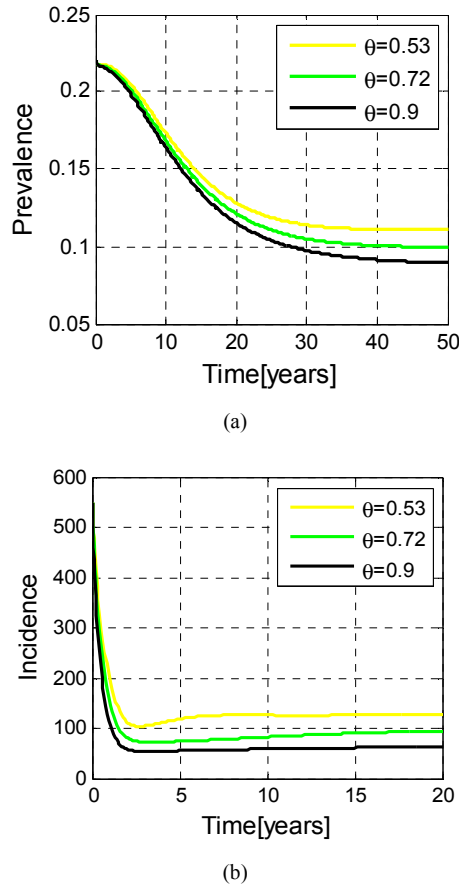 0.25
0.2
0.15
0.1
0.05
Prevalence
θ=0.53
θ=0.72
θ=0.9
0 10 20 30 40 50
Time[years]
(a)
600
500
400
300
200
100
0
Incidence
θ=0.53
θ=0.72
θ=0.9
0 5 10 15 20
Time[years]
(b)